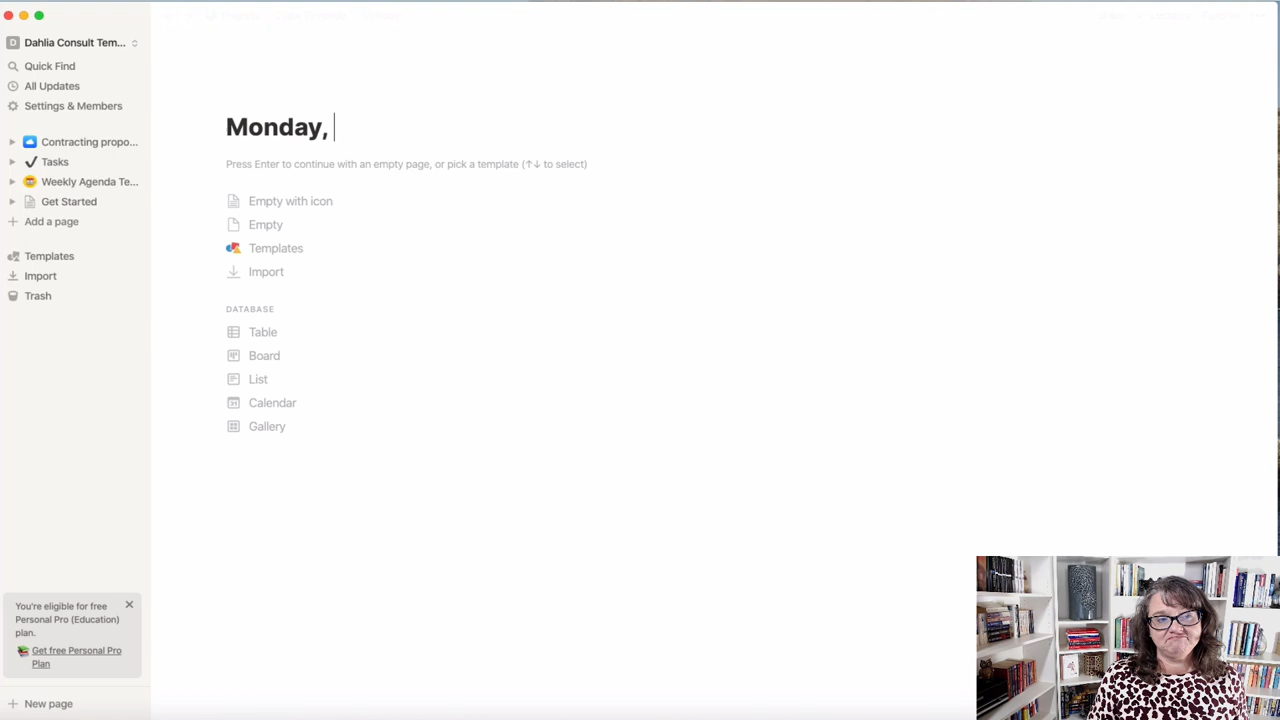 D Dahlia Consult Tem...
Quick Find
All Updates
Settings & Members
Contracting propo...
Tasks
Weekly Agenda Te...
Get Started
Add a page
Templates
Import
Trash
You're eligible for free
Personal Pro (Education)
plan.
Get free Personal Pro
Plan
New page
Monday,
Press Enter to continue with an empty page, or pick a template (↑↓ to select)
Empty with icon
Empty
Templates
Import
DATABASE
Table
Board
List
Calendar
Gallery